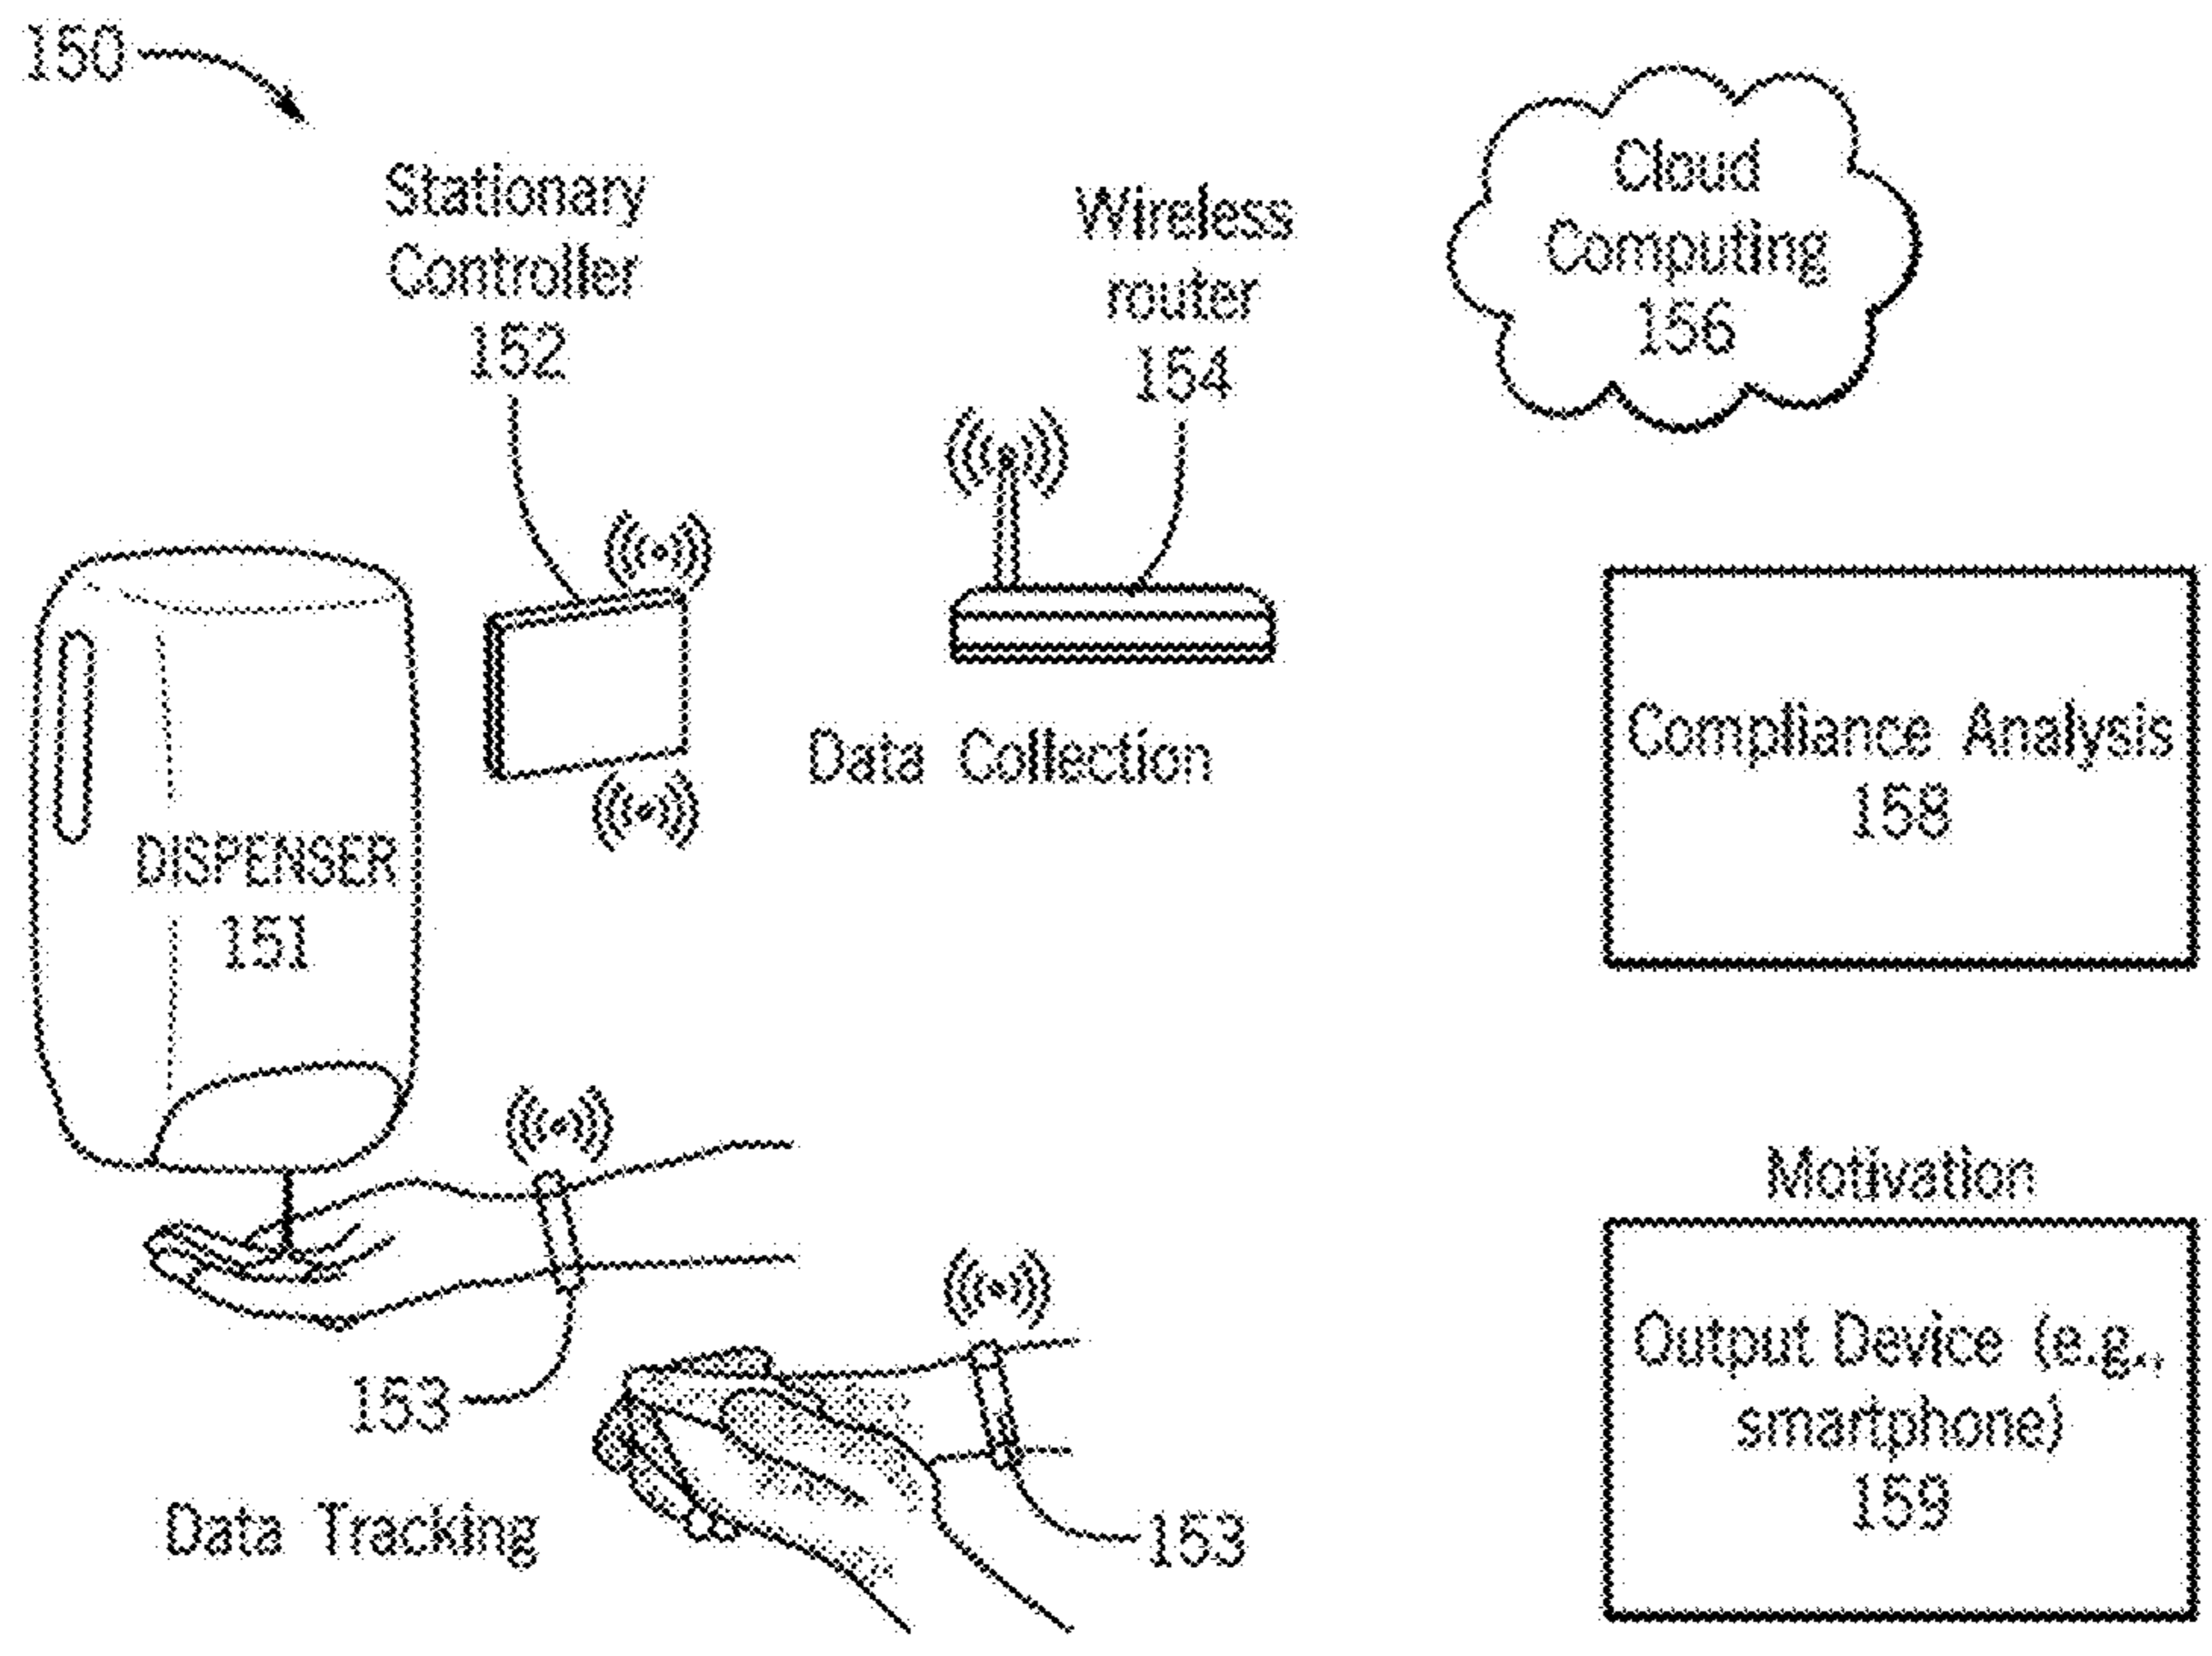 150
Stationary
Controller
152
Wireless
router
154
Cloud
Computing
156
Data Collection
Compliance Analysis
158
DISPENSER
151
Motivation
Output Device (e.g.,
smartphone)
159
153
Data Tracking
153